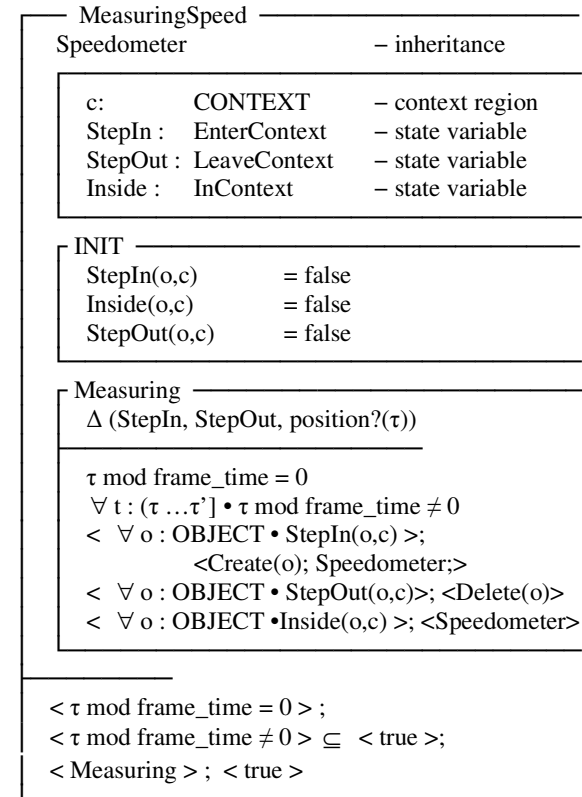 MeasuringSpeed
Speedometer – inheritance
c: CONTEXT – context region
StepIn : EnterContext – state variable
StepOut : LeaveContext – state variable
Inside : InContext – state variable
INIT
StepIn(o,c) = false
Inside(o,c) = false
StepOut(o,c) = false
Measuring
Δ (StepIn, StepOut, position?(τ))
τ mod frame_time = 0
∀ t : (τ …τ’] • τ mod frame_time ≠ 0
< ∀ o : OBJECT • StepIn(o,c) >;
<Create(o); Speedometer;>
< ∀ o : OBJECT • StepOut(o,c)>; <Delete(o)>
< ∀ o : OBJECT •Inside(o,c) >; <Speedometer>
< τ mod frame_time = 0 > ;
< τ mod frame_time ≠ 0 > ⊆ < true >;
< Measuring > ; < true >